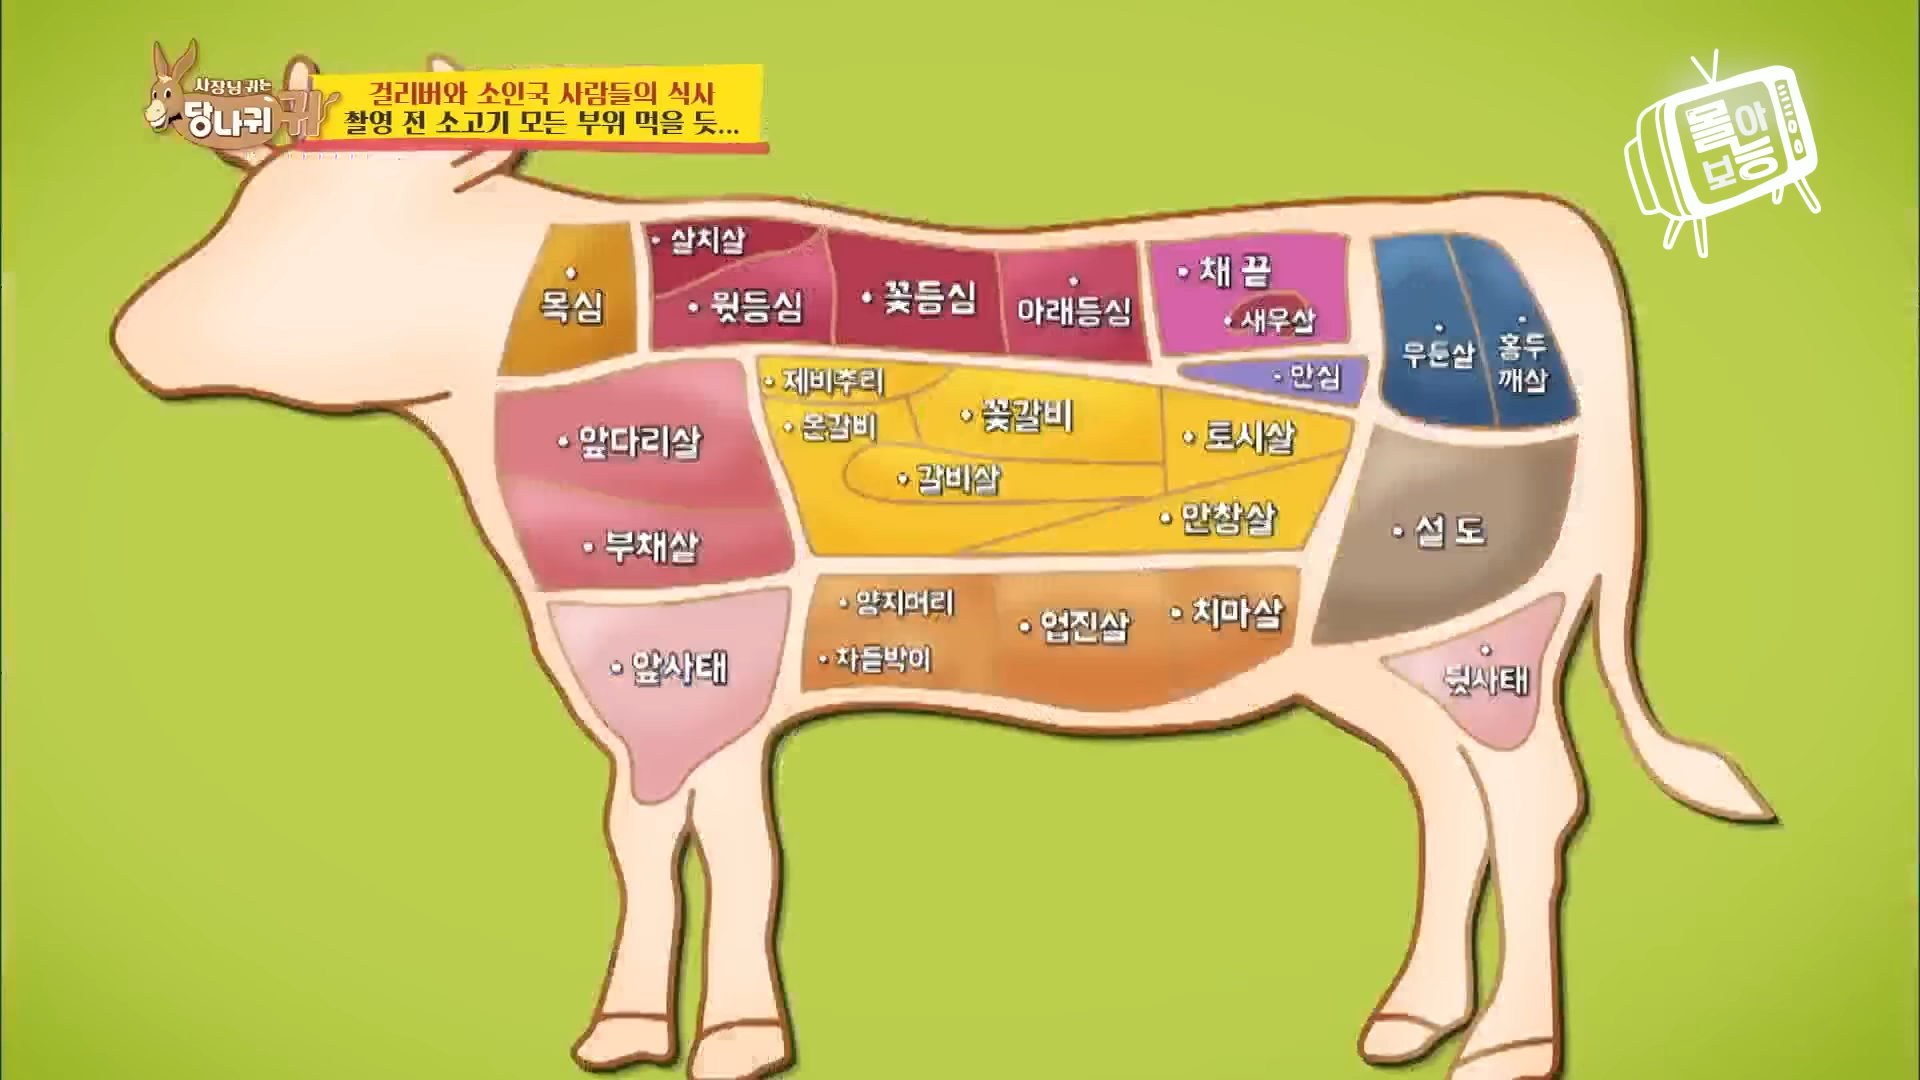 사장님 귀는
당나귀 귀
걸리버와 소인국 사람들의 식사
촬영 전 소고기 모든 부위 먹을 듯...
몰아
보능
목심
살치살
윗등심
꽃등심
아래등심
채 끝
새우살
안심
우둔살
홍두
깨살
앞다리살
부채살
제비추리
본갈비
꽃갈비
갈비살
토시살
안창살
설 도
앞사태
양지머리
차돌박이
업진살
치마살
뒷사태